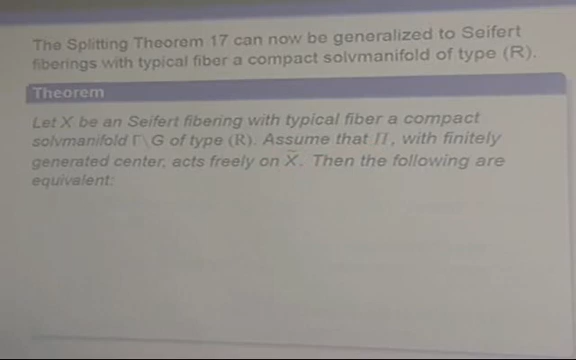 The Splitting Theorem 17 can now be generalized to Seifert
fiberings with typical fiber a compact solvmanifold of type (R).
Theorem
Let X be an Seifert fibering with typical fiber a compact
solvmanifold Γ\G of type (R). Assume that Π, with finitely
generated center, acts freely on X̃. Then the following are
equivalent: